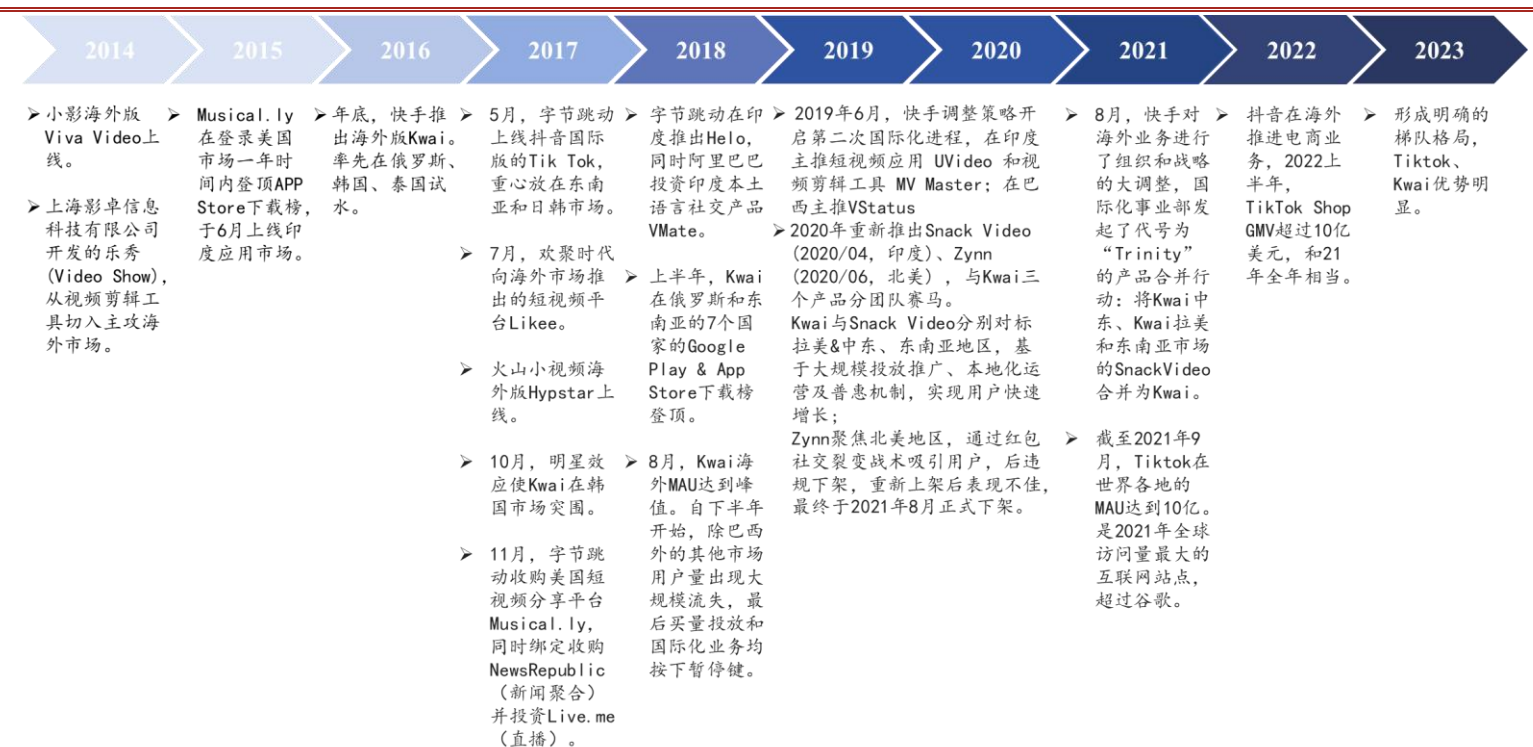 2014
2015
2016
2017
2018
2019
2020
2021
2022
2023
➢小影海外版
Viva Video上
线。
➢上海影卓信息
科技有限公司
开发的乐秀
(Video Show),
从视频剪辑工
具切入主攻海
外市场。
➢ Musical.ly
在登录美国
市场一年时
间内登顶APP
Store下载榜,
于6月上线印
度应用市场。
➢年底，快手推
出海外版Kwai。
率先在俄罗斯、
韩国、泰国试
水。
➢ 5月，字节跳动
上线抖音国际
版的Tik Tok,
重心放在东南
亚和日韩市场。
➢ 7月，欢聚时代
向海外市场推
出的短视频平
台Likee。
➢ 火山小视频海
外版Hypstar上
线。
➢ 10月，明星效
应使Kwai在韩
国市场突围。
➢ 11月，字节跳
动收购美国短
视频分享平台
Musical.ly,
同时绑定收购
NewsRepublic
（新闻聚合）
并投资Live.me
（直播）。
➢ 字节跳动在印
度推出Helo,
同时阿里巴巴
投资印度本土
语言社交产品
VMate。
➢ 上半年，Kwai
在俄罗斯和东
南亚的7个国
家的Google
Play & App
Store下载榜
登顶。
➢ 8月，Kwai海
外MAU达到峰
值。自下半年
开始，除巴西
外的其他市场
用户量出现大
规模流失，最
后买量投放和
国际化业务均
按下暂停键。
➢ 2019年6月，快手调整策略开
启第二次国际化进程，在印度
主推短视频应用 UVideo 和视
频剪辑工具 MV Master；在巴
西主推VStatus
➢2020年重新推出Snack Video
(2020/04，印度)、Zynn
(2020/06，北美)，与Kwai三
个产品分团队赛马。
Kwai与Snack Video分别对标
拉美&中东、东南亚地区，基
于大规模投放推广、本地化运
营及普惠机制，实现用户快速
增长；
Zynn聚焦北美地区，通过红包
社交裂变战术吸引用户，后违
规下架，重新上架后表现不佳，
最终于2021年8月正式下架。
➢ 8月，快手对
海外业务进行
了组织和战略
的大调整，国
际化事业部发
起了代号为
“Trinity”
的产品合并行
动：将Kwai中
东、Kwai拉美
和东南亚市场
的SnackVideo
合并为Kwai。
➢ 截至2021年9
月，Tiktok在
世界各地的
MAU达到10亿。
是2021年全球
访问量最大的
互联网站点，
超过谷歌。
➢ 抖音在海外
推进电商业
务，2022上
半年，
TikTok Shop
GMV超过10亿
美元，和21
年全年相当。
➢ 形成明确的
梯队格局，
Tiktok、
Kwai优势明
显。